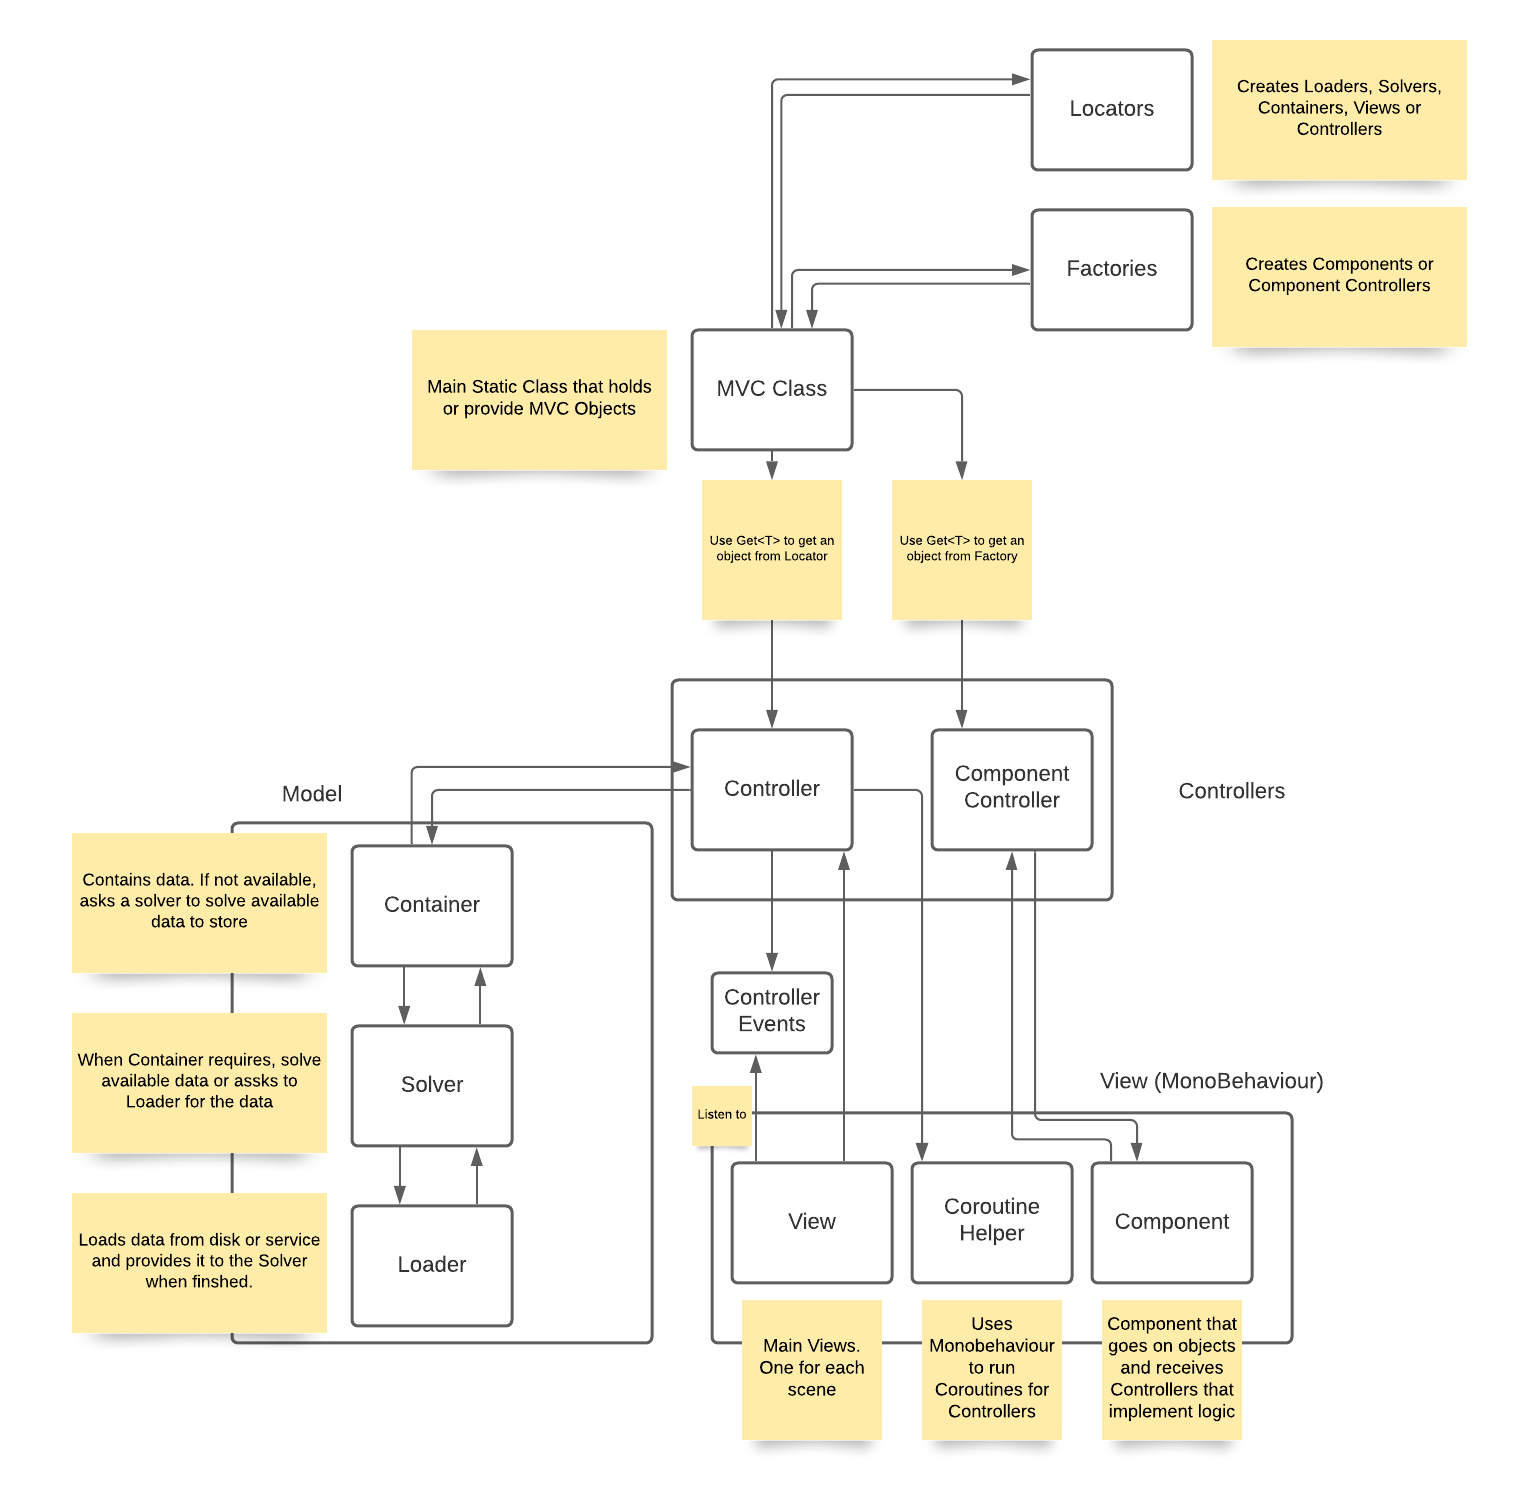 Locators
Creates Loaders, Solvers,
Containers, Views or
Controllers
Factories
Creates Components or
Component Controllers
Main Static Class that holds
or provide MVC Objects
MVC Class
Use Get<T> to get an
object from Locator
Use Get<T> to get an
object from Factory
Model
Controller
Component
Controller
Controllers
Contains data. If not available,
asks a solver to solve available
data to store
Container
Controller
Events
When Container requires, solve
available data or assks to
Loader for the data
Solver
View (MonoBehaviour)
Listen to
Loads data from disk or service
and provides it to the Solver
when finshed.
Loader
View
Coroutine
Helper
Component
Main Views.
One for each
scene
Uses
Monobehaviour
to run
Coroutines for
Controllers
Component that
goes on objects
and receives
Controllers that
implement logic